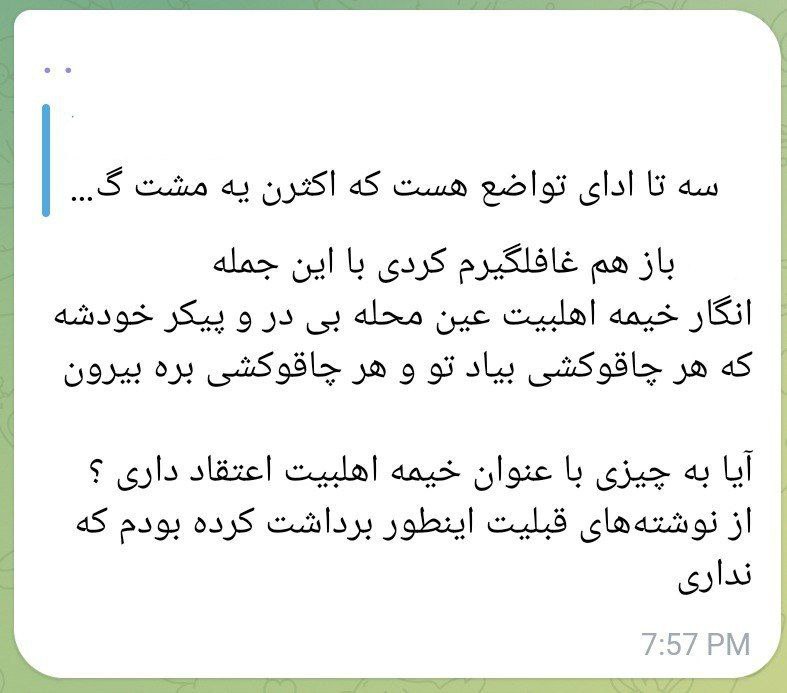 سه تا ادای تواضع هست که اکثرن یه مشت گ...
باز هم غافلگیرم کردی با این جمله
انگار خیمه اهلبیت عین محله بی در و پیکر خودشه
که هر چاقوکشی بیاد تو و هر چاقوکشی بره بیرون
آیا به چیزی با عنوان خیمه اهلبیت اعتقاد داری ؟
از نوشته‌های قبلیت اینطور برداشت کرده بودم که
نداری
7:57 PM